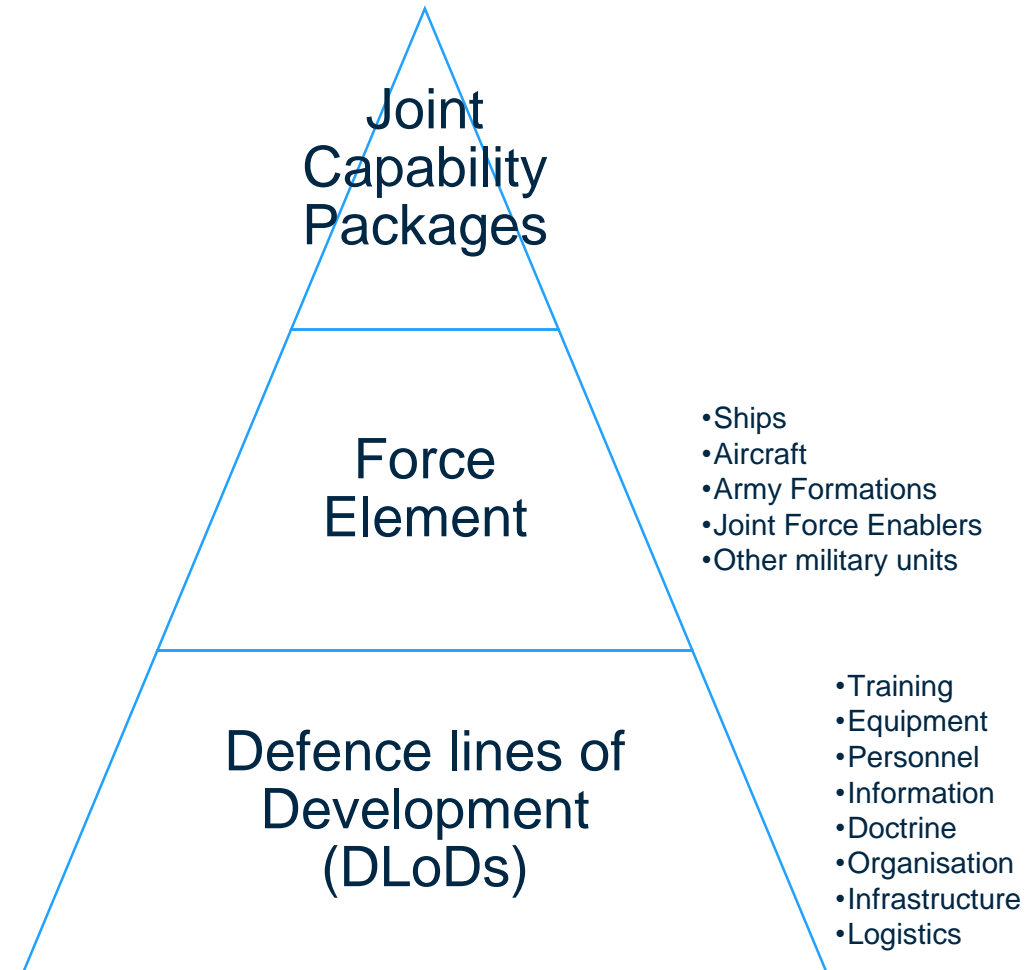 Joint
Capability
Packages
Force
Element
•Ships
•Aircraft
•Army Formations
•Joint Force Enablers
•Other military units
Defence lines of
Development
(DLoDs)
•Training
•Equipment
•Personnel
•Information
•Doctrine
•Organisation
•Infrastructure
•Logistics